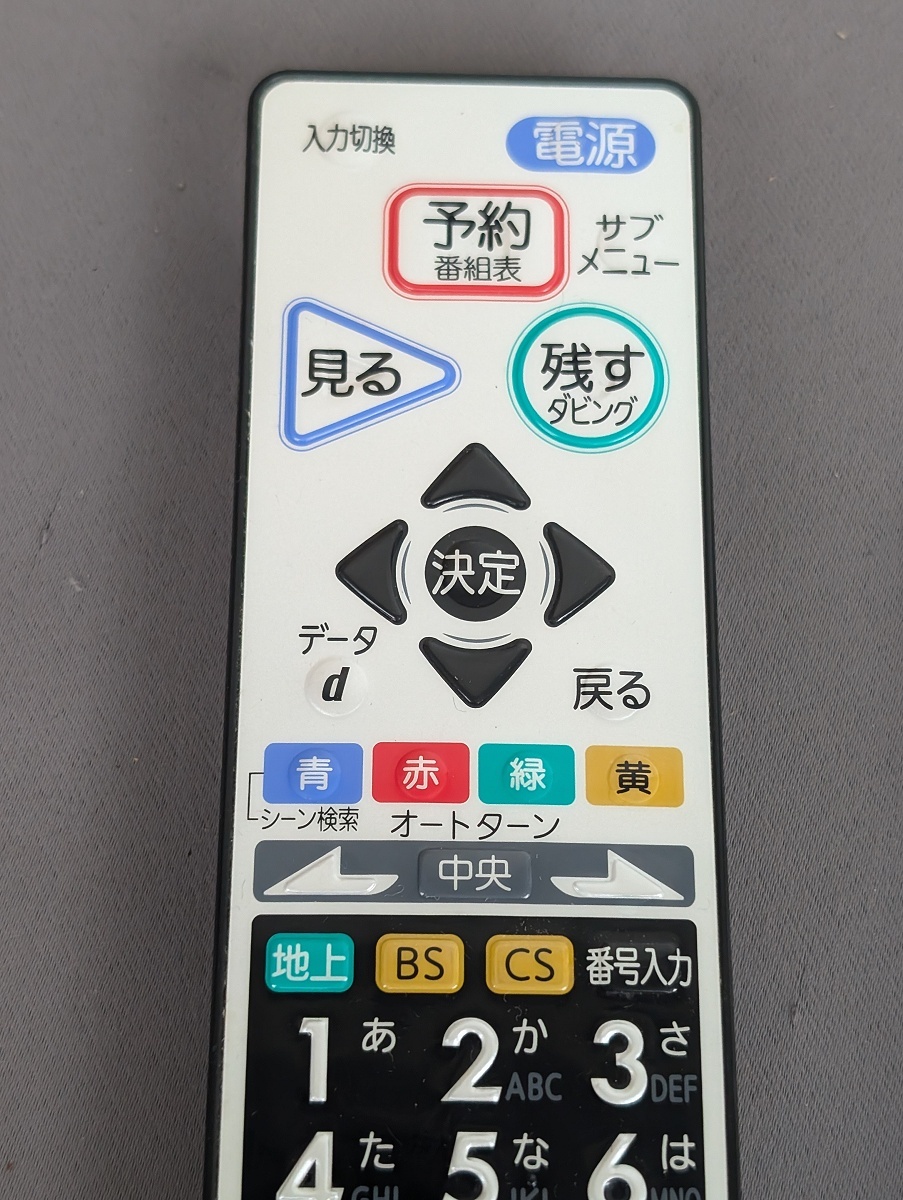 入力切換
電源
予約
番組表
サブ
メニュー
見る
残す
ダビング
決定
データ
d
戻る
青 赤 緑 黄
シーン検索 オートターン
中央
地上 BS CS 番号入力
1 あ 2 か ABC 3 さ DEF
4 た GHI 5 な JKL 6 は MNO